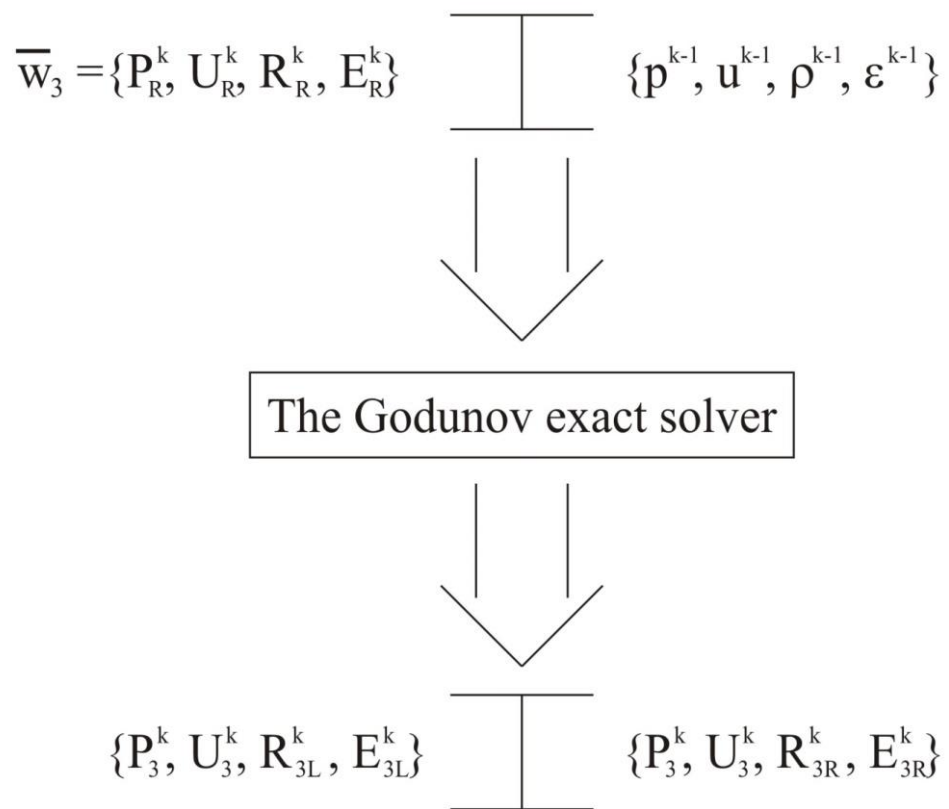 w̅₃ ={P_R^k, U_R^k, R_R^k, E_R^k} {p^{k-1}, u^{k-1}, ρ^{k-1}, ε^{k-1}}
The Godunov exact solver
{P_3^k, U_3^k, R_{3L}^k, E_{3L}^k} {P_3^k, U_3^k, R_{3R}^k, E_{3R}^k}